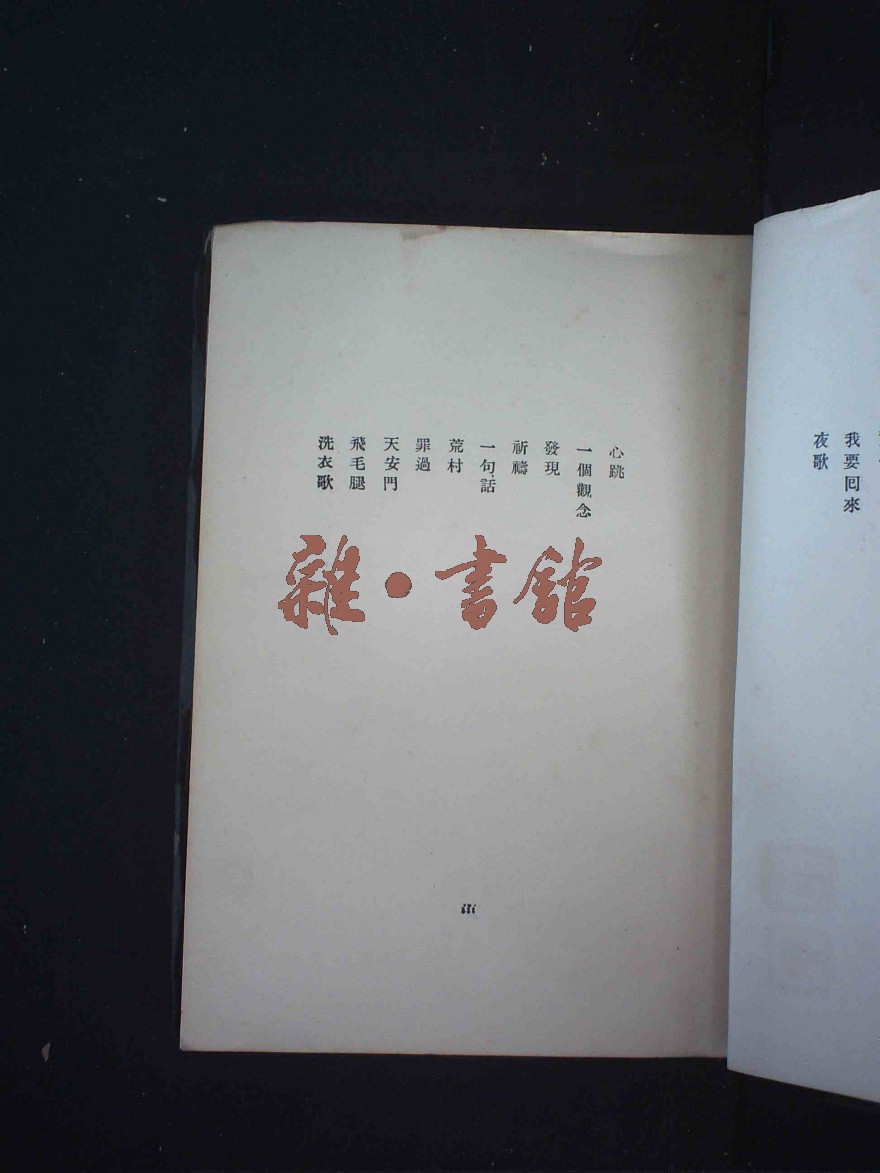 我要回來
夜歌
心跳
一個觀念
發現
祈禱
一句話
荒村
罪過
天安門
飛毛腿
洗衣歌
雜·書館
iii